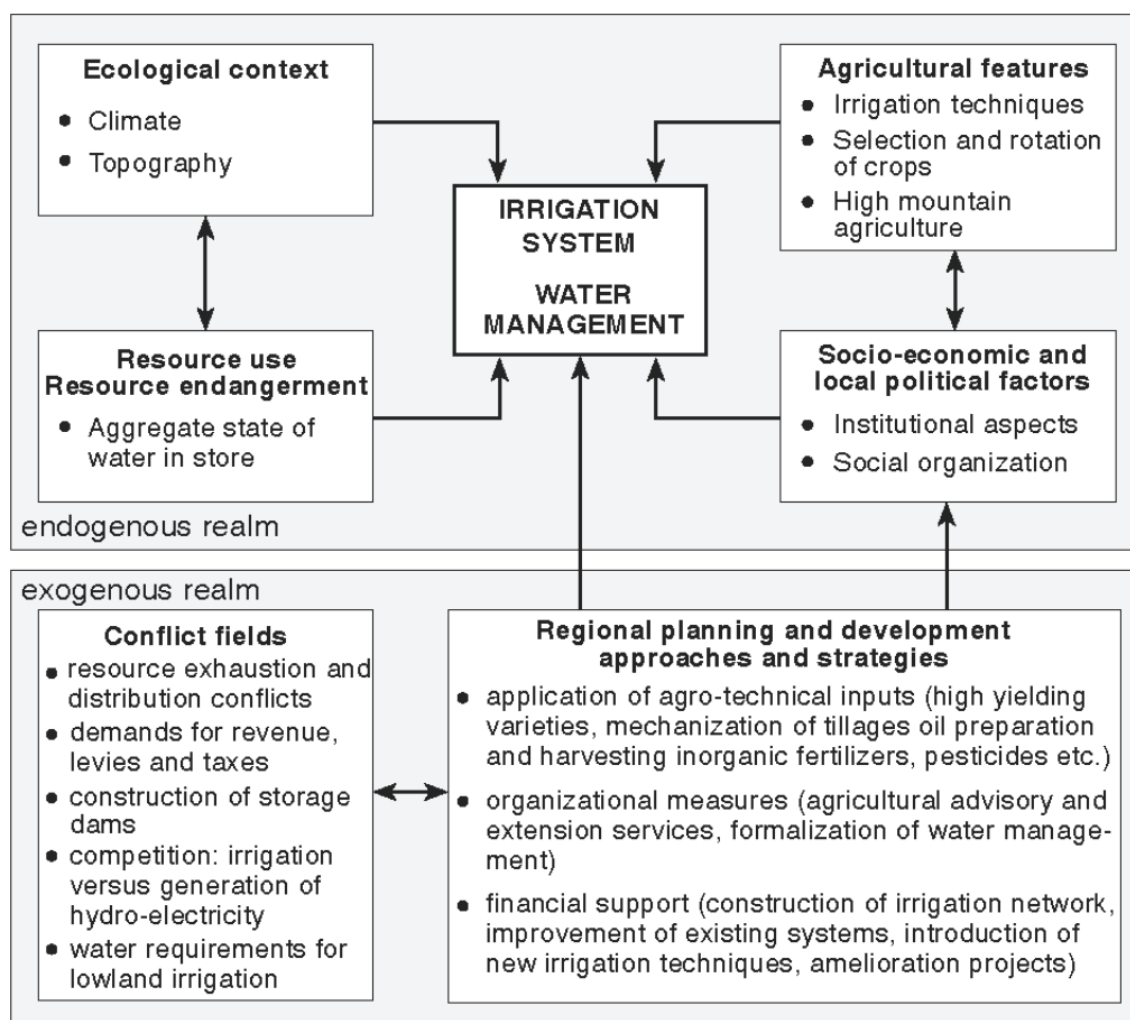 Ecological context
• Climate
• Topography
Agricultural features
• Irrigation techniques
• Selection and rotation
of crops
• High mountain
agriculture
IRRIGATION
SYSTEM
WATER
MANAGEMENT
Resource use
Resource endangerment
• Aggregate state of
water in store
Socio-economic and
local political factors
• Institutional aspects
• Social organization
endogenous realm
exogenous realm
Conflict fields
• resource exhaustion and
distribution conflicts
• demands for revenue,
levies and taxes
• construction of storage
dams
• competition: irrigation
versus generation of
hydro-electricity
• water requirements for
lowland irrigation
Regional planning and development
approaches and strategies
• application of agro-technical inputs (high yielding
varieties, mechanization of tillages oil preparation
and harvesting inorganic fertilizers, pesticides etc.)
• organizational measures (agricultural advisory and
extension services, formalization of water manage-
ment)
• financial support (construction of irrigation network,
improvement of existing systems, introduction of
new irrigation techniques, amelioration projects)